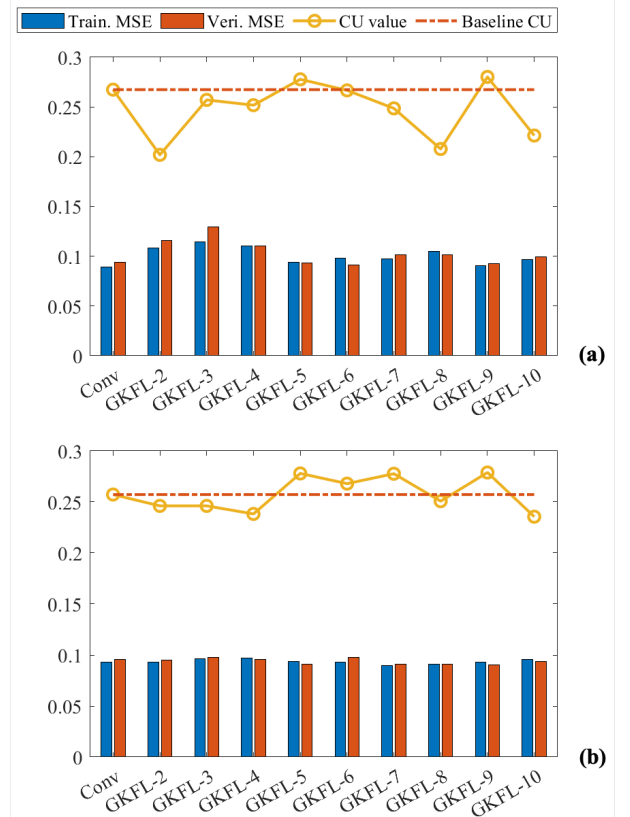 Train. MSE Veri. MSE CU value Baseline CU
0.3
0.25
0.2
0.15
0.1
0.05
0
Conv GKFL-2 GKFL-3 GKFL-4 GKFL-5 GKFL-6 GKFL-7 GKFL-8 GKFL-9 GKFL-10
(a)
0.3
0.25
0.2
0.15
0.1
0.05
0
Conv GKFL-2 GKFL-3 GKFL-4 GKFL-5 GKFL-6 GKFL-7 GKFL-8 GKFL-9 GKFL-10
(b)